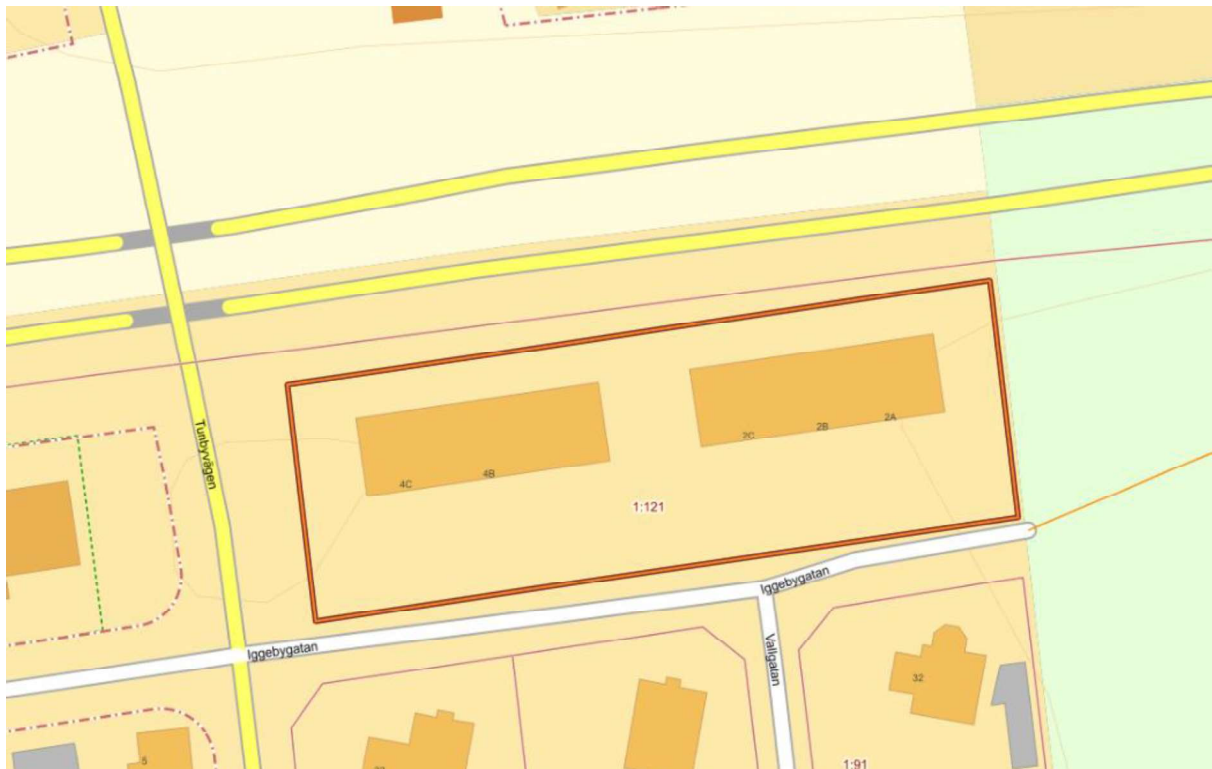 Tunbyvägen
2A
2B
2C
4B
4C
1:121
Iggebygatan
Iggebygatan
Vallgatan
32
5
1:91